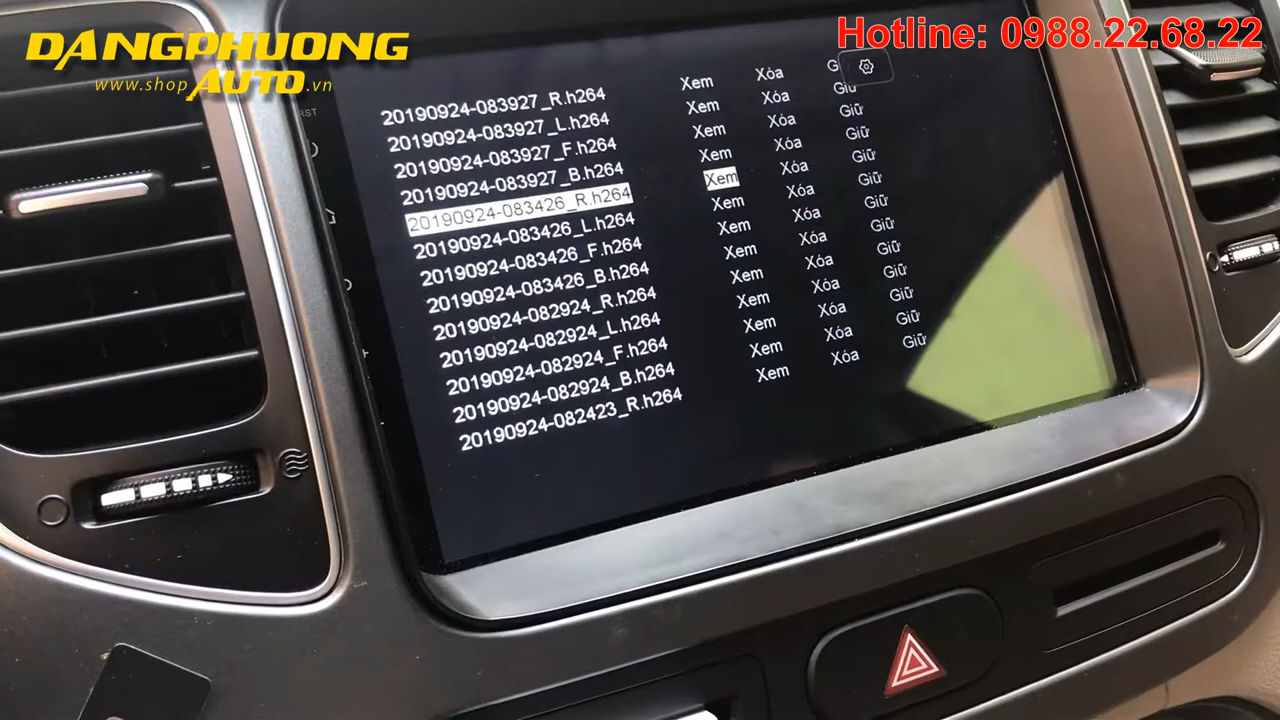 DANGPHUONG
AUTO
www.shop .vn
Hotline: 0988.22.68.22
RST
20190924-083927_R.h264 Xem Xóa
20190924-083927_L.h264 Xem Xóa Giữ
20190924-083927_F.h264 Xem Xóa Giữ
20190924-083927_B.h264 Xem Xóa Giữ
20190924-083426_R.h264 Xem Xóa Giữ
20190924-083426_L.h264 Xem Xóa Giữ
20190924-083426_F.h264 Xem Xóa Giữ
20190924-083426_B.h264 Xem Xóa Giữ
20190924-082924_R.h264 Xem Xóa Giữ
20190924-082924_L.h264 Xem Xóa Giữ
20190924-082924_F.h264 Xem Xóa Giữ
20190924-082924_B.h264 Xem Xóa Giữ
20190924-082423_R.h264 Xem Xóa Giữ